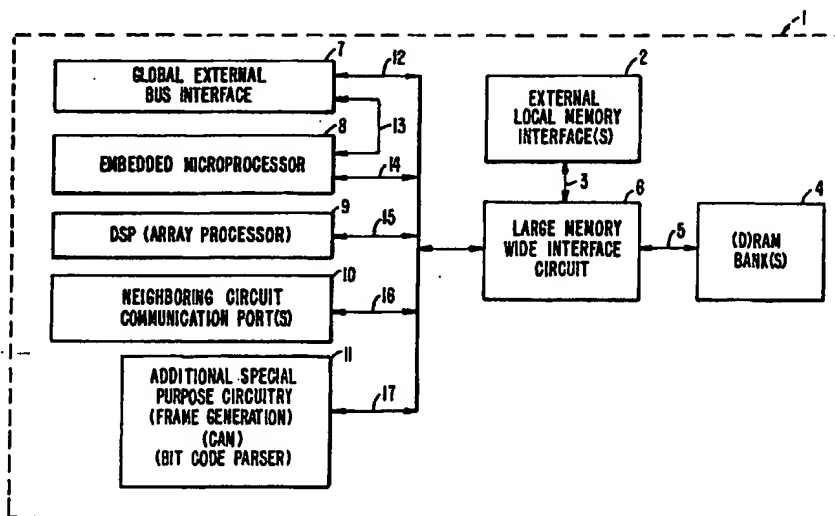 1
7
GLOBAL EXTERNAL
BUS INTERFACE
12
13
8
EMBEDDED MICROPROCESSOR
14
9
DSP (ARRAY PROCESSOR)
15
10
NEIGHBORING CIRCUIT
COMMUNICATION PORT(S)
16
11
ADDITIONAL SPECIAL
PURPOSE CIRCUITRY
(FRAME GENERATION)
(CAM)
(BIT CODE PARSER)
17
2
EXTERNAL
LOCAL MEMORY
INTERFACE(S)
3
6
LARGE MEMORY
WIDE INTERFACE
CIRCUIT
5
4
(D)RAM
BANK(S)